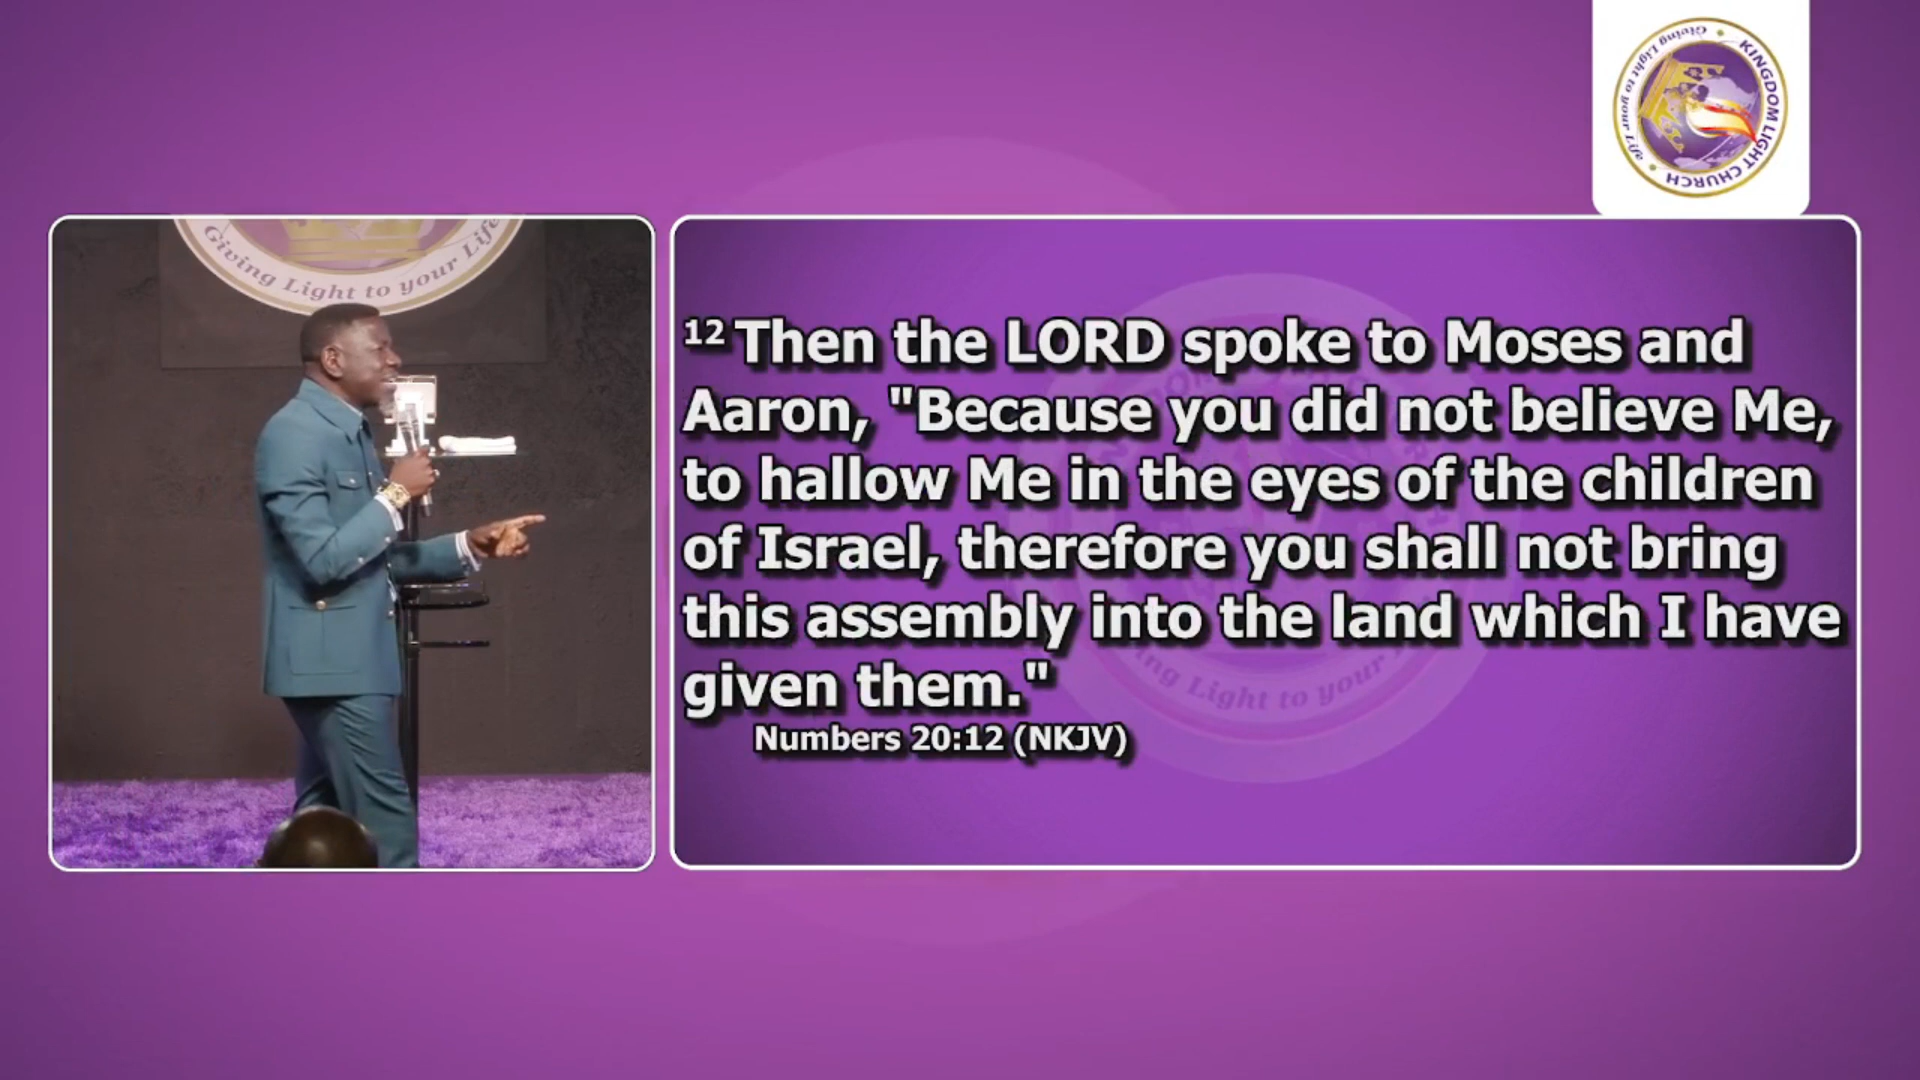 KINGDOM LIGHT CHURCH
Giving Light to your Life
Giving Light to your Life
12 Then the LORD spoke to Moses and
Aaron, "Because you did not believe Me,
to hallow Me in the eyes of the children
of Israel, therefore you shall not bring
this assembly into the land which I have
given them."
Numbers 20:12 (NKJV)